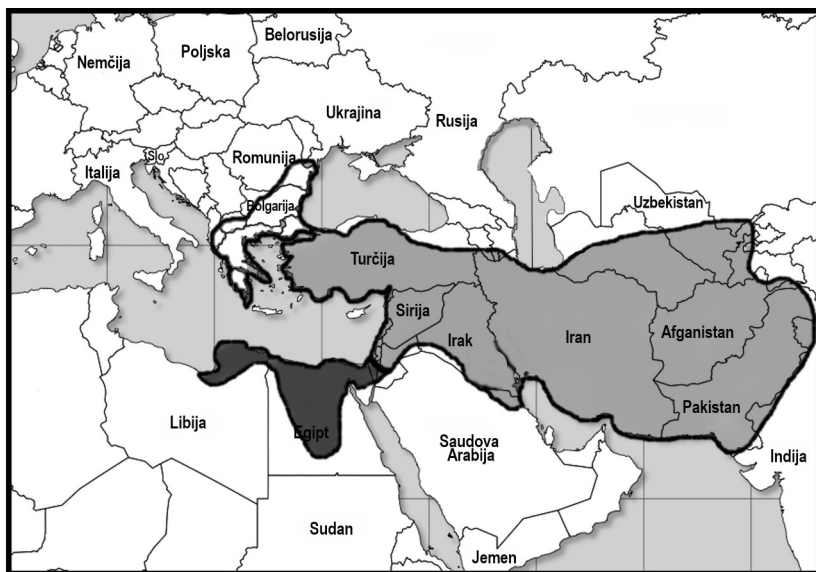 Belorusija
Poljska
Nemčija
Ukrajina
Rusija
Slo
Romunija
Italija
Uzbekistan
Bolgarija
Turčija
Sirija
Irak
Iran
Afganistan
Pakistan
Libija
Egipt
Saudova
Arabija
Indija
Sudan
Jemen